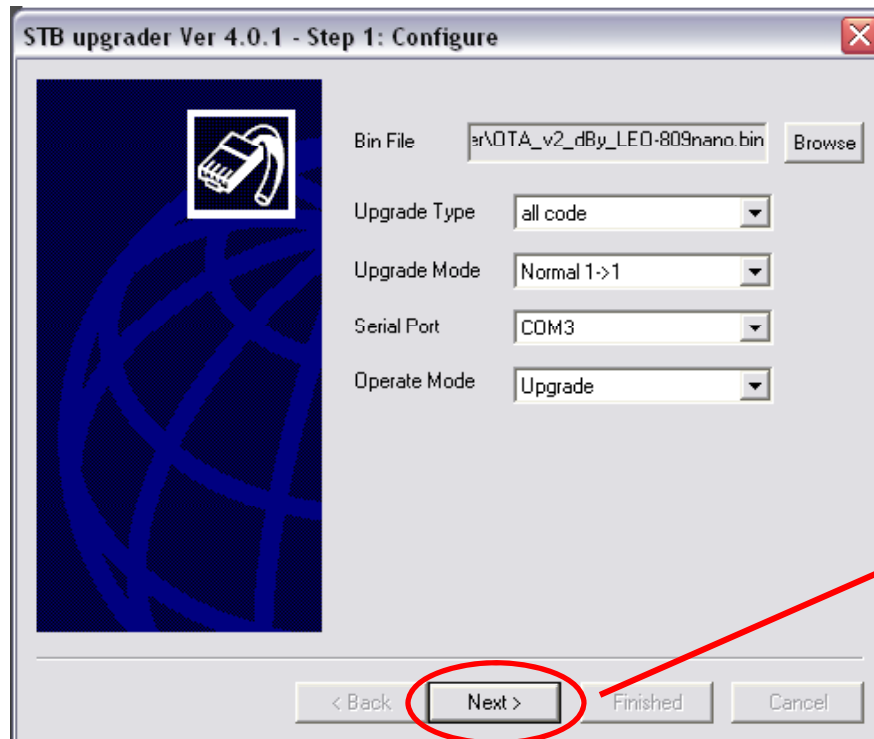 STB upgrader Ver 4.0.1 - Step 1: Configure
Bin File er\OTA_v2_dBy_LEO-809nano.bin Browse
Upgrade Type all code
Upgrade Mode Normal 1->1
Serial Port COM3
Operate Mode Upgrade
< Back Next > Finished Cancel